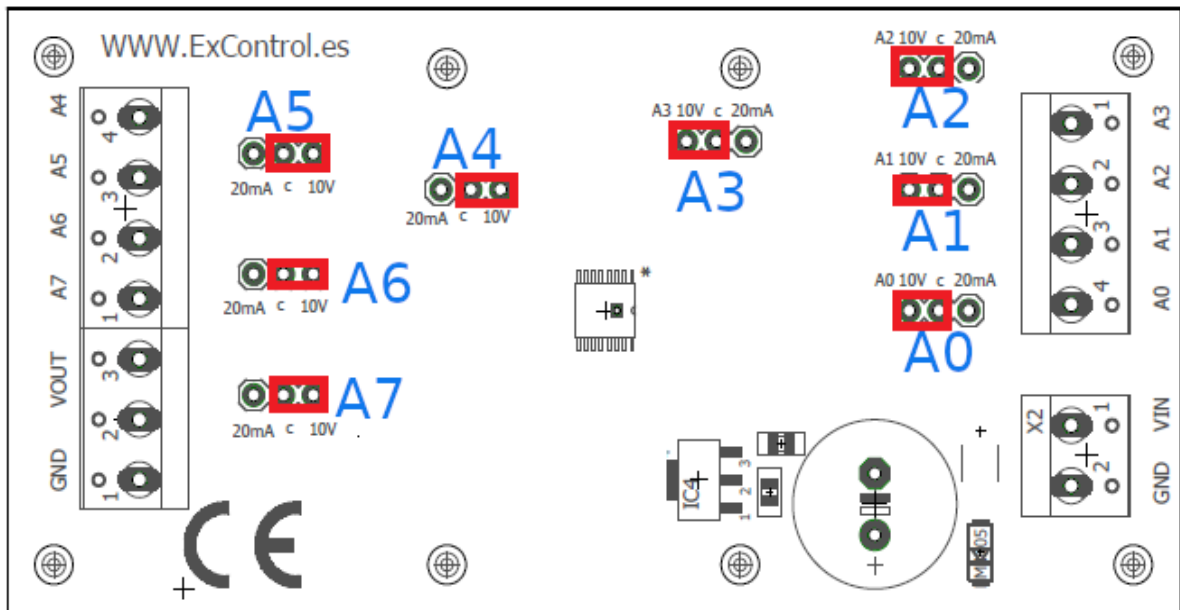 WWW.ExControl.es
A2 10V c 20mA
A2
A4
A5
A6
A7
VOUT
GND
4
3
2
1
3
2
1
A5
20mA c 10V
A4
20mA c 10V
A3 10V c 20mA
A3
A1 10V c 20mA
A1
A6
20mA c 10V
*
A0 10V c 20mA
A0
A7
20mA c 10V
1
2
3
4
A3
A2
A1
A0
X2
1
2
VIN
GND
IC4
3
2
1
CE